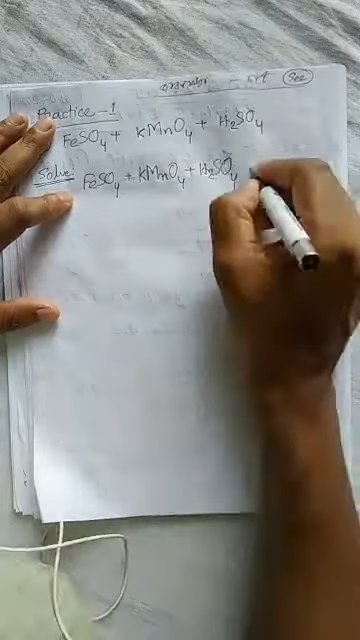 Practice-1
FeSO₄ + KMnO₄ + H₂SO₄
Solve FeSO₄ + KMnO₄ + H₂SO₄